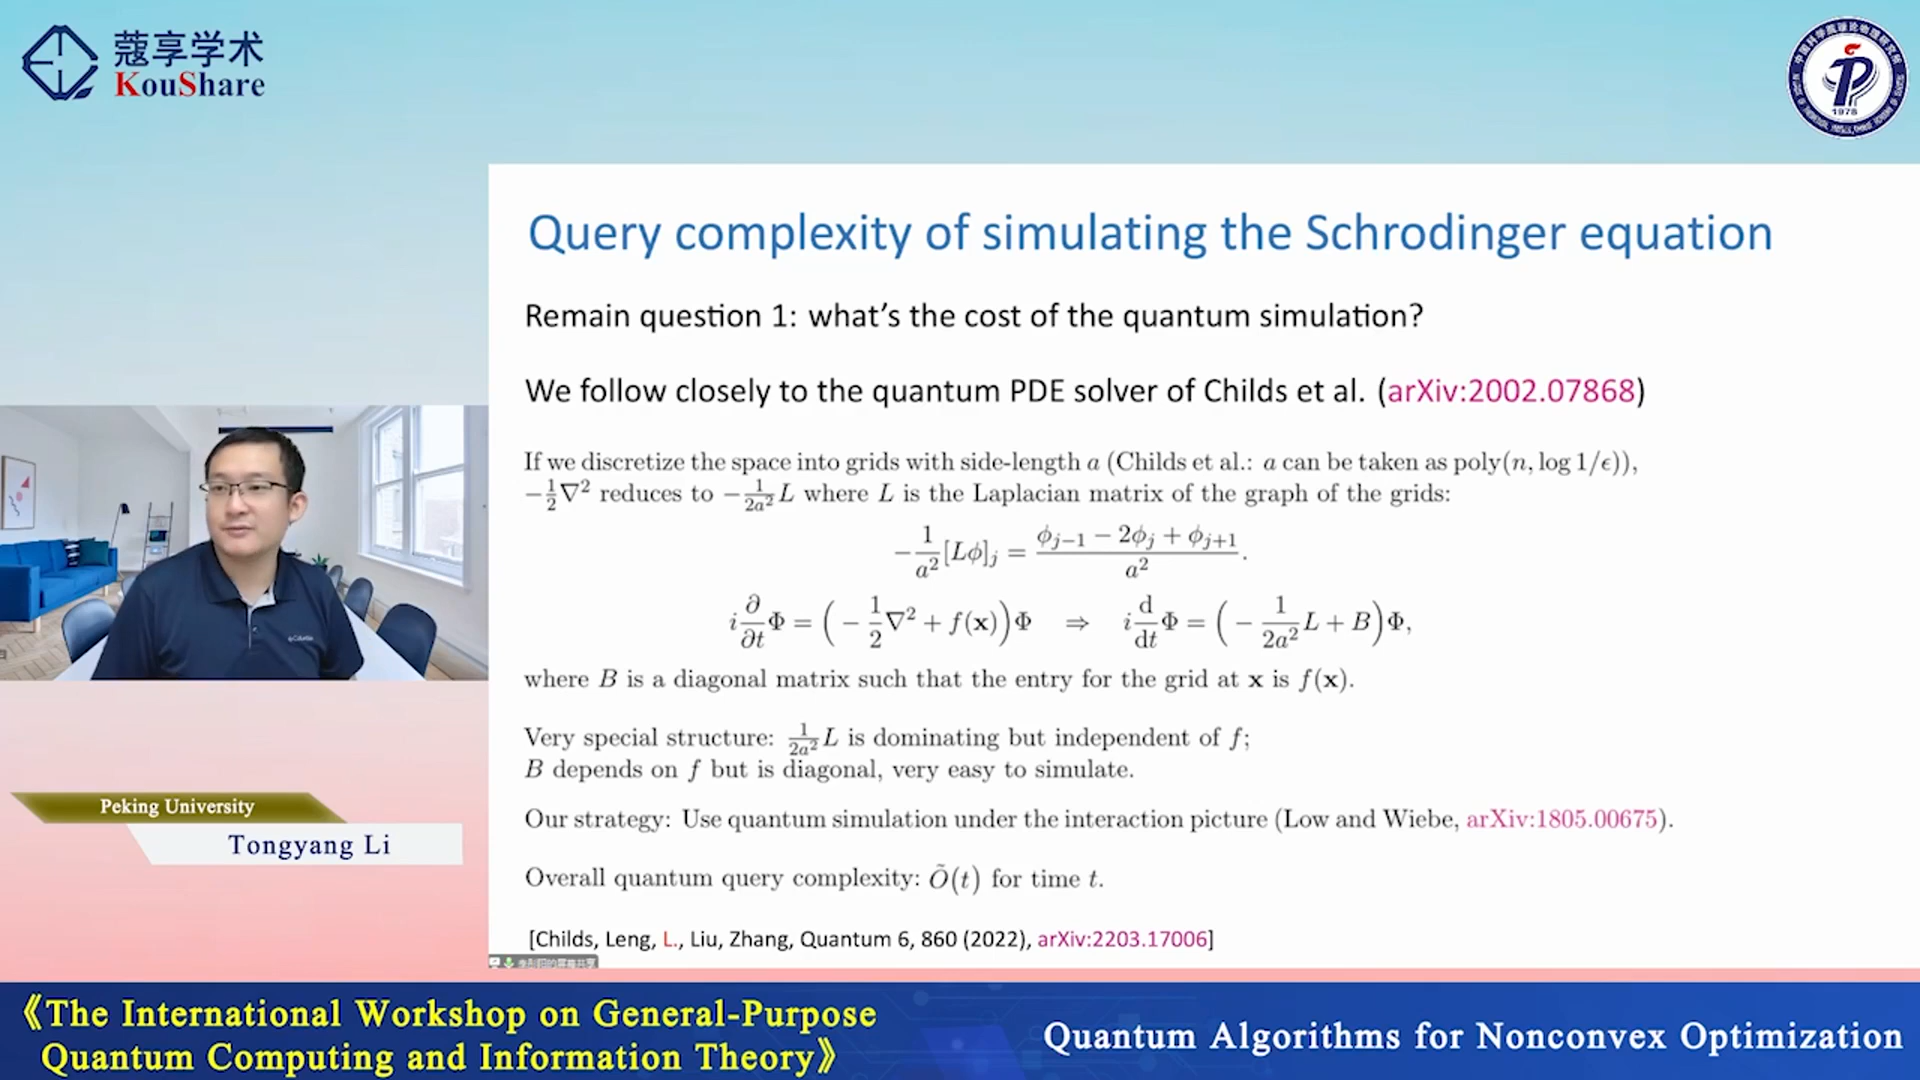 蔻享学术
KouShare
1978
Query complexity of simulating the Schrodinger equation
Remain question 1: what's the cost of the quantum simulation?
We follow closely to the quantum PDE solver of Childs et al. (arXiv:2002.07868)
If we discretize the space into grids with side-length a (Childs et al.: a can be taken as poly(n, log 1/ϵ)),
−½∇² reduces to −1/2a² L where L is the Laplacian matrix of the graph of the grids:
−1/a² [Lϕ]ⱼ = (ϕⱼ₋₁ − 2ϕⱼ + ϕⱼ₊₁)/a².
i ∂/∂t Φ = (−1/2 ∇² + f(x))Φ ⇒ i d/dt Φ = (−1/2a² L + B)Φ,
where B is a diagonal matrix such that the entry for the grid at x is f(x).
Very special structure: 1/2a² L is dominating but independent of f;
B depends on f but is diagonal, very easy to simulate.
Our strategy: Use quantum simulation under the interaction picture (Low and Wiebe, arXiv:1805.00675).
Overall quantum query complexity: Õ(t) for time t.
[Childs, Leng, L., Liu, Zhang, Quantum 6, 860 (2022), arXiv:2203.17006]
Peking University
Tongyang Li
《The International Workshop on General-Purpose
Quantum Computing and Information Theory》
Quantum Algorithms for Nonconvex Optimization